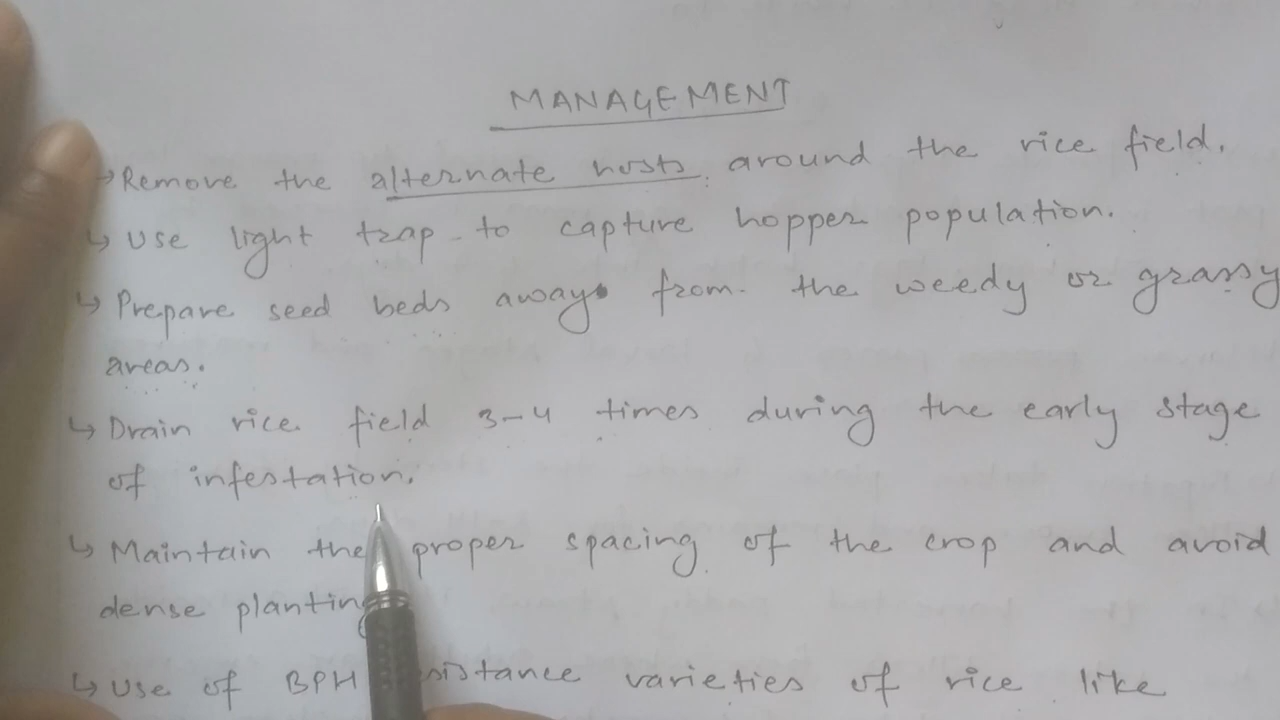 MANAGEMENT
→Remove the alternate hosts around the rice field.
↳ Use light trap to capture hopper population.
↳ Prepare seed beds away from the weedy or grassy
areas.
↳ Drain rice field 3-4 times during the early stage
of infestation.
↳ Maintain the proper spacing of the crop and avoid
dense planting
↳ Use of BPH varieties of rice like